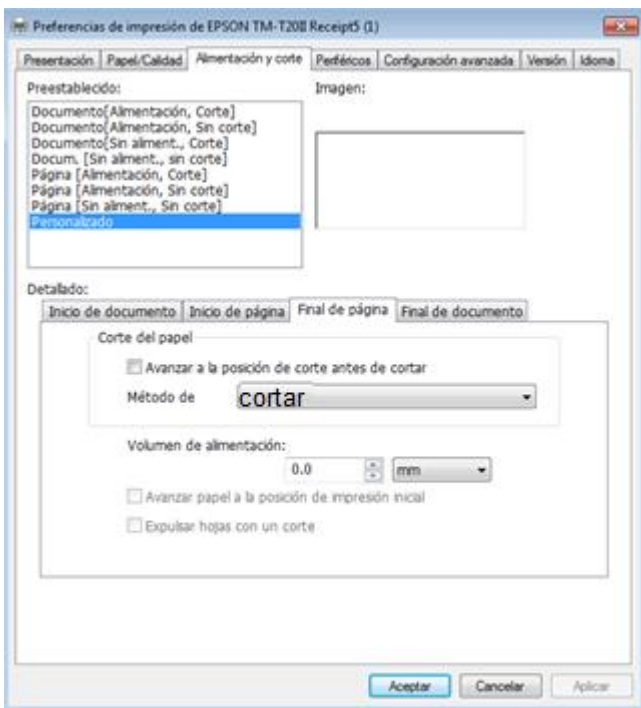 Preferencias de impresión de EPSON TM-T20II Receipt5 (1)
Presentación Papel/Calidad Alimentación y corte Periféricos Configuración avanzada Versión Idioma
Preestablecido: Imagen:
Documento[Alimentación, Corte]
Documento[Alimentación, Sin corte]
Documento[Sin aliment., Corte]
Docum. [Sin aliment., sin corte]
Página [Alimentación, Corte]
Página [Alimentación, Sin corte]
Página [Sin aliment., Sin corte]
Personalizado
Detallado:
Inicio de documento Inicio de página Final de página Final de documento
Corte del papel
Avanzar a la posición de corte antes de cortar
Método de cortar
Volumen de alimentación:
0.0 mm
Avanzar papel a la posición de impresión inicial
Expulsar hojas con un corte
Aceptar Cancelar Aplicar